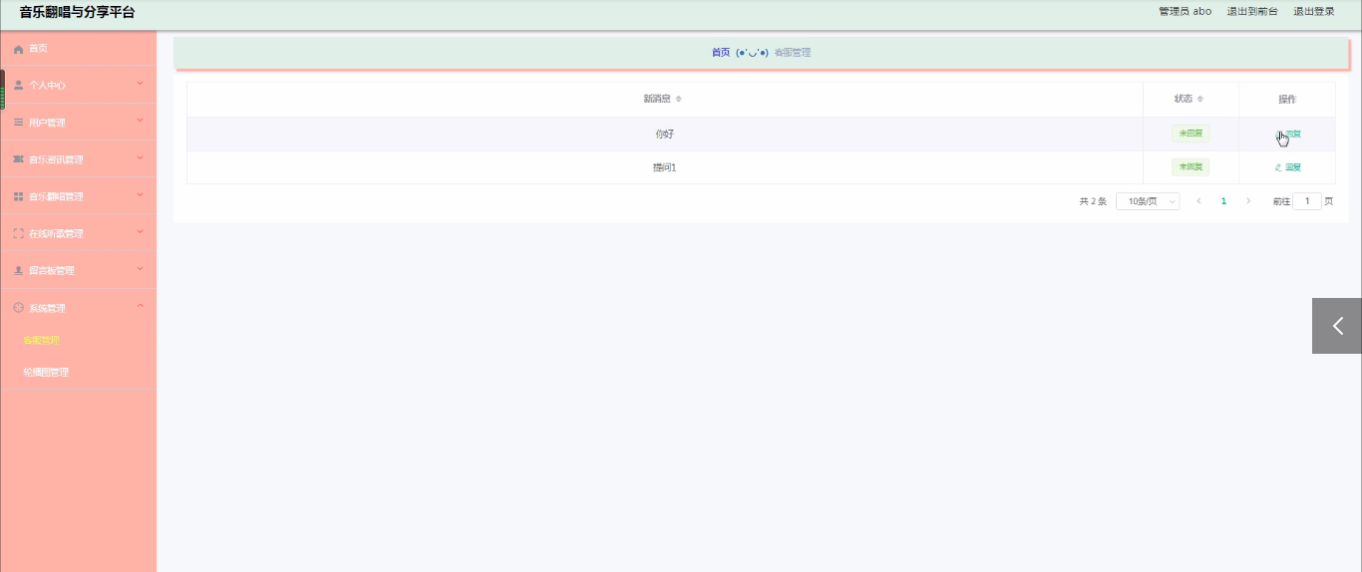 音乐翻唱与分享平台
管理员 abo 退出到前台 退出登录
首页
个人中心
用户管理
音乐资讯管理
音乐翻唱管理
在线听歌管理
留言板管理
系统管理
客服管理
轮播图管理
首页 (●'◡'●) 客服管理
新消息 状态 操作
你好 未回复 回复
提问1 未回复 回复
共 2 条 10条/页 1 前往 1 页